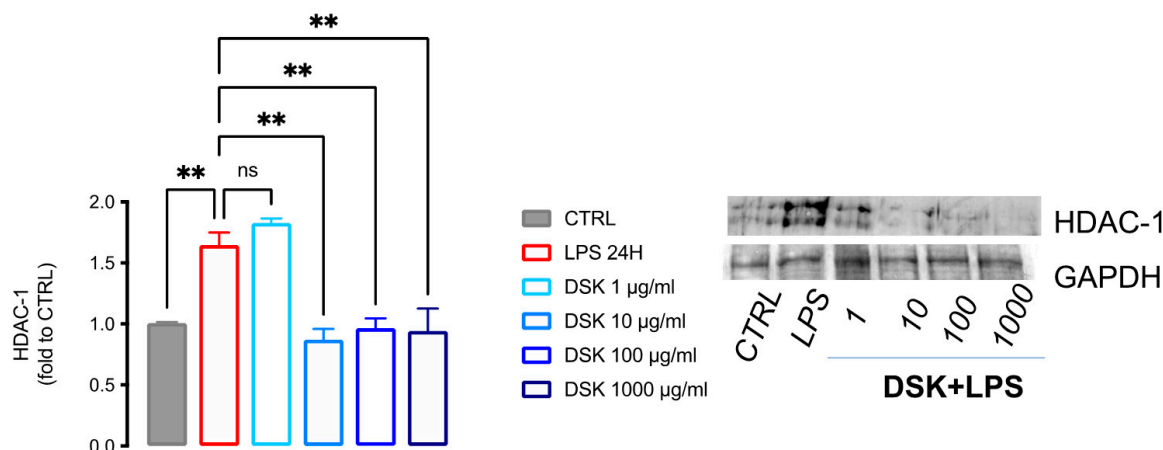 **
**
**
**
ns
2.0
1.5
1.0
0.5
0.0
HDAC-1
(fold to CTRL)
CTRL
LPS 24H
DSK 1 µg/ml
DSK 10 µg/ml
DSK 100 µg/ml
DSK 1000 µg/ml
HDAC-1
GAPDH
CTRL
LPS
1
10
100
1000
DSK+LPS